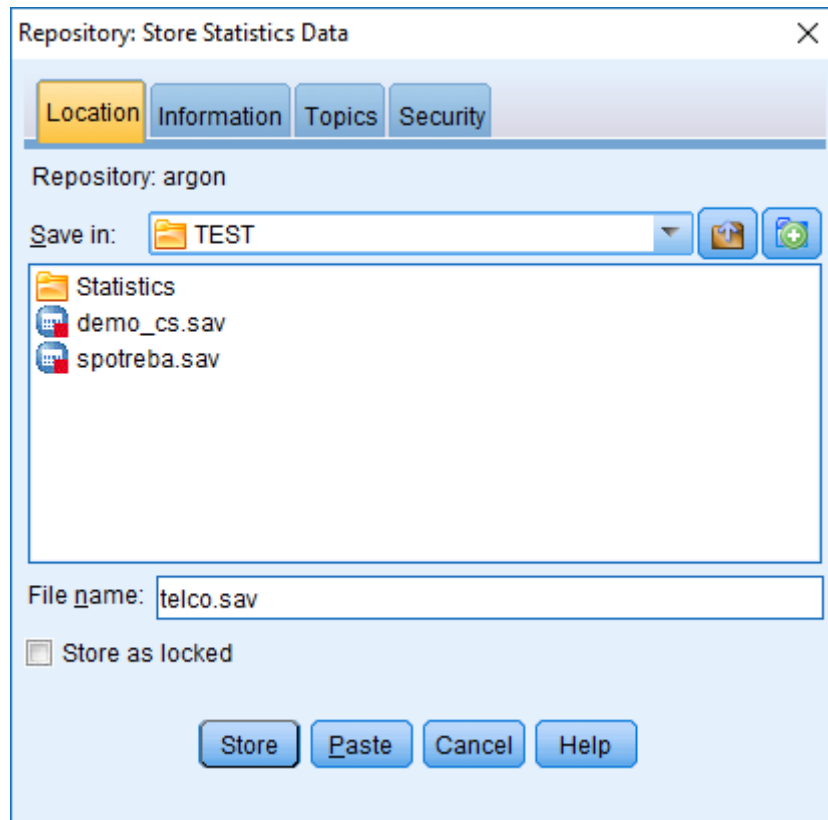 Repository: Store Statistics Data
Location Information Topics Security
Repository: argon
Save in: TEST
Statistics
demo_cs.sav
spotreba.sav
File name: telco.sav
Store as locked
Store Paste Cancel Help